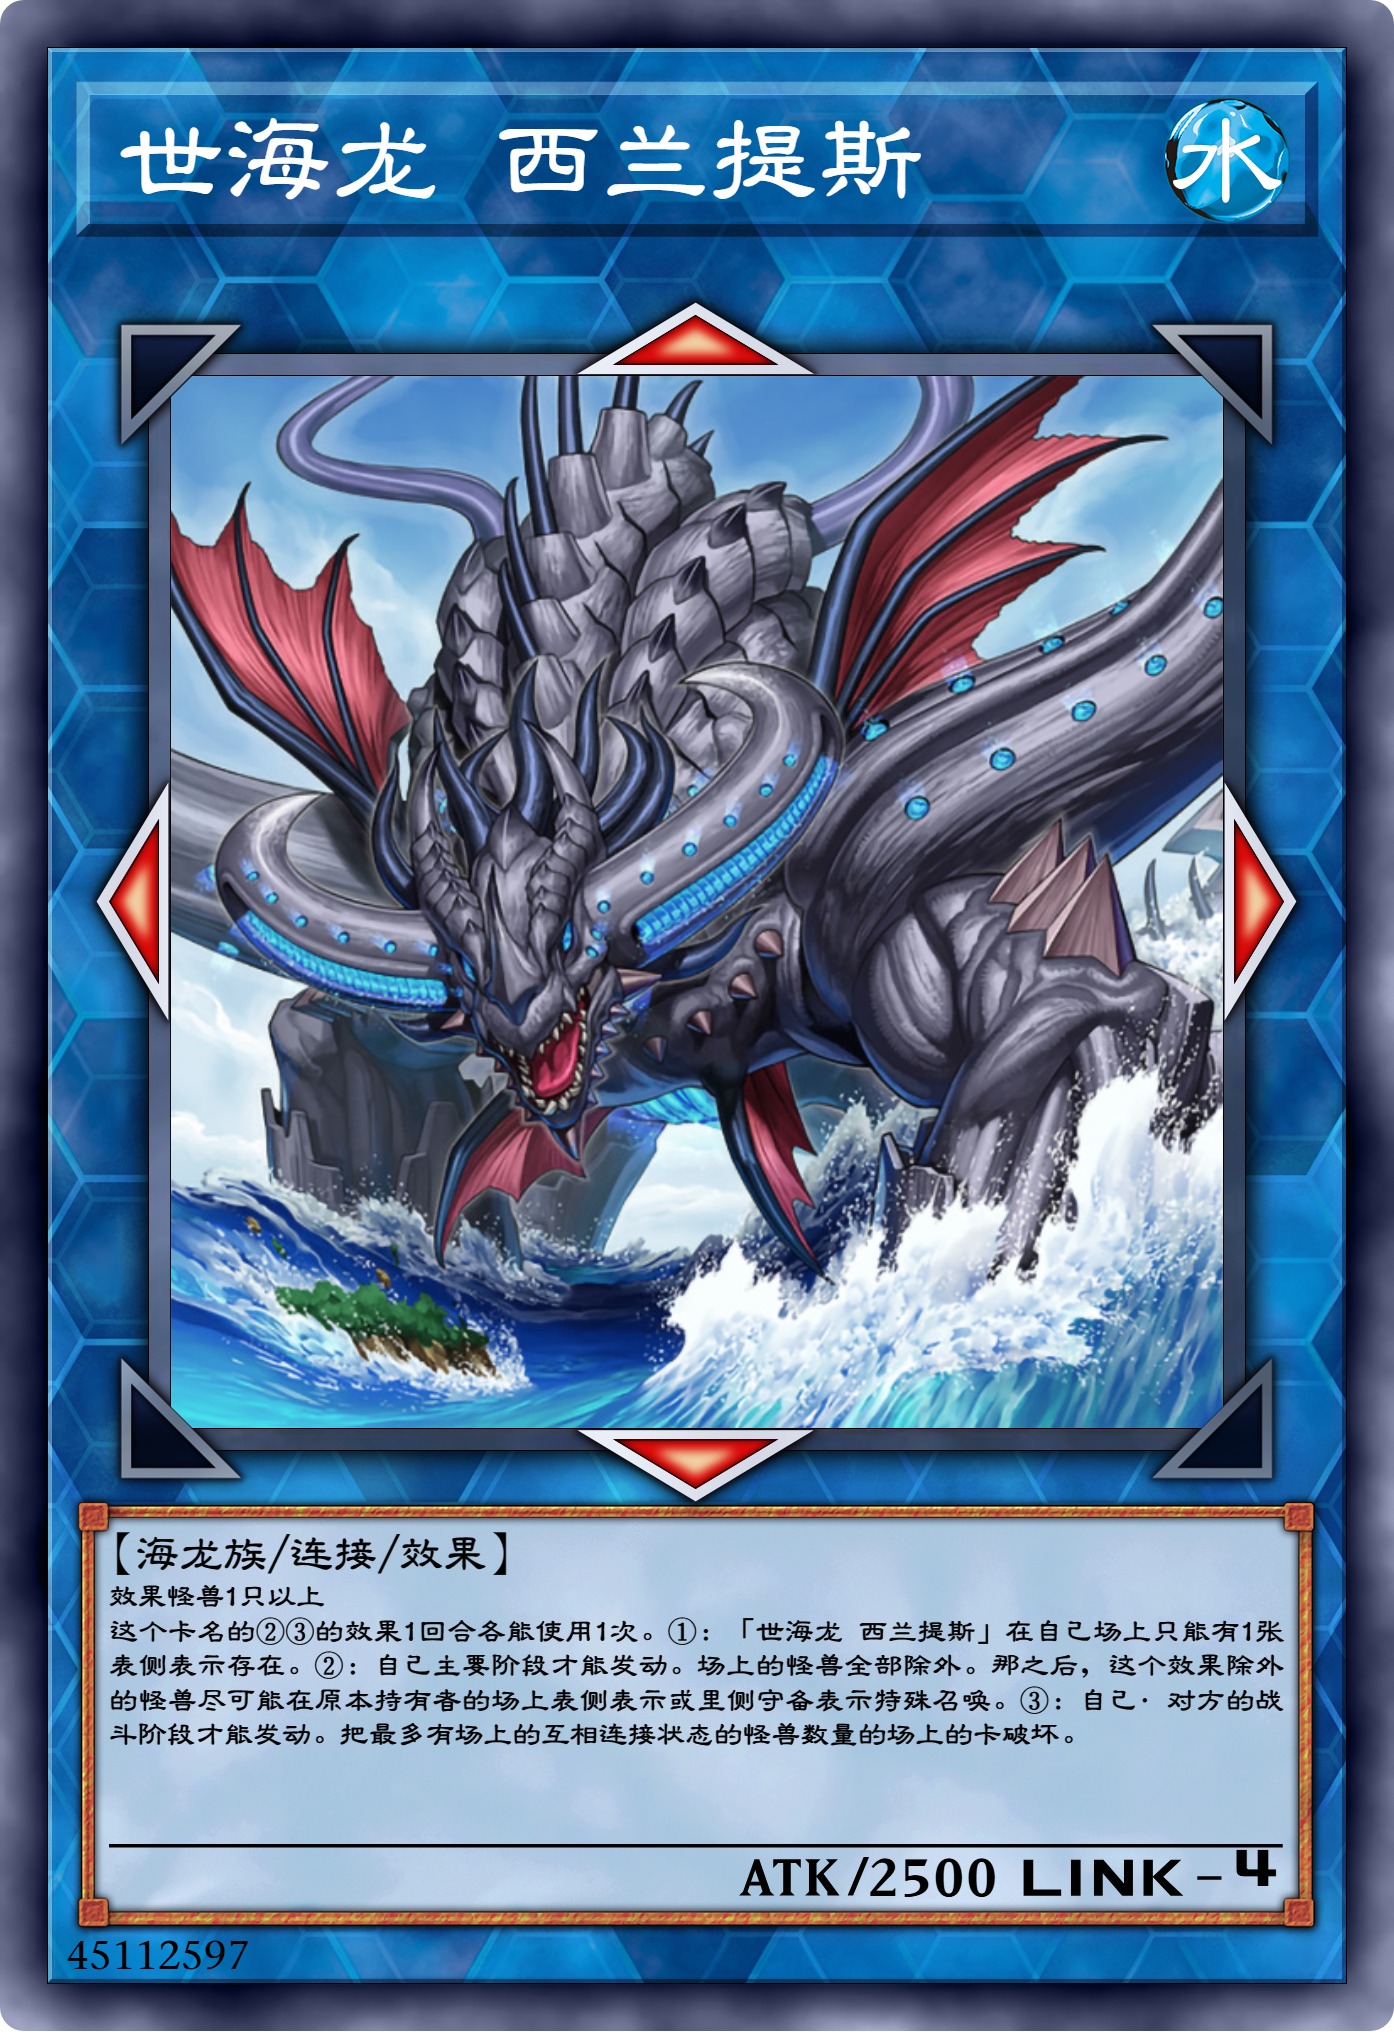 世海龙 西兰提斯
水
【海龙族/连接/效果】
效果怪兽1只以上
这个卡名的②③的效果1回合各能使用1次。①：「世海龙 西兰提斯」在自己场上只能有1张
表侧表示存在。②：自己主要阶段才能发动。场上的怪兽全部除外。那之后，这个效果除外
的怪兽尽可能在原本持有者的场上表侧表示或里侧守备表示特殊召唤。③：自己·对方的战
斗阶段才能发动。把最多有场上的互相连接状态的怪兽数量的场上的卡破坏。
ATK/2500 LINK-4
45112597